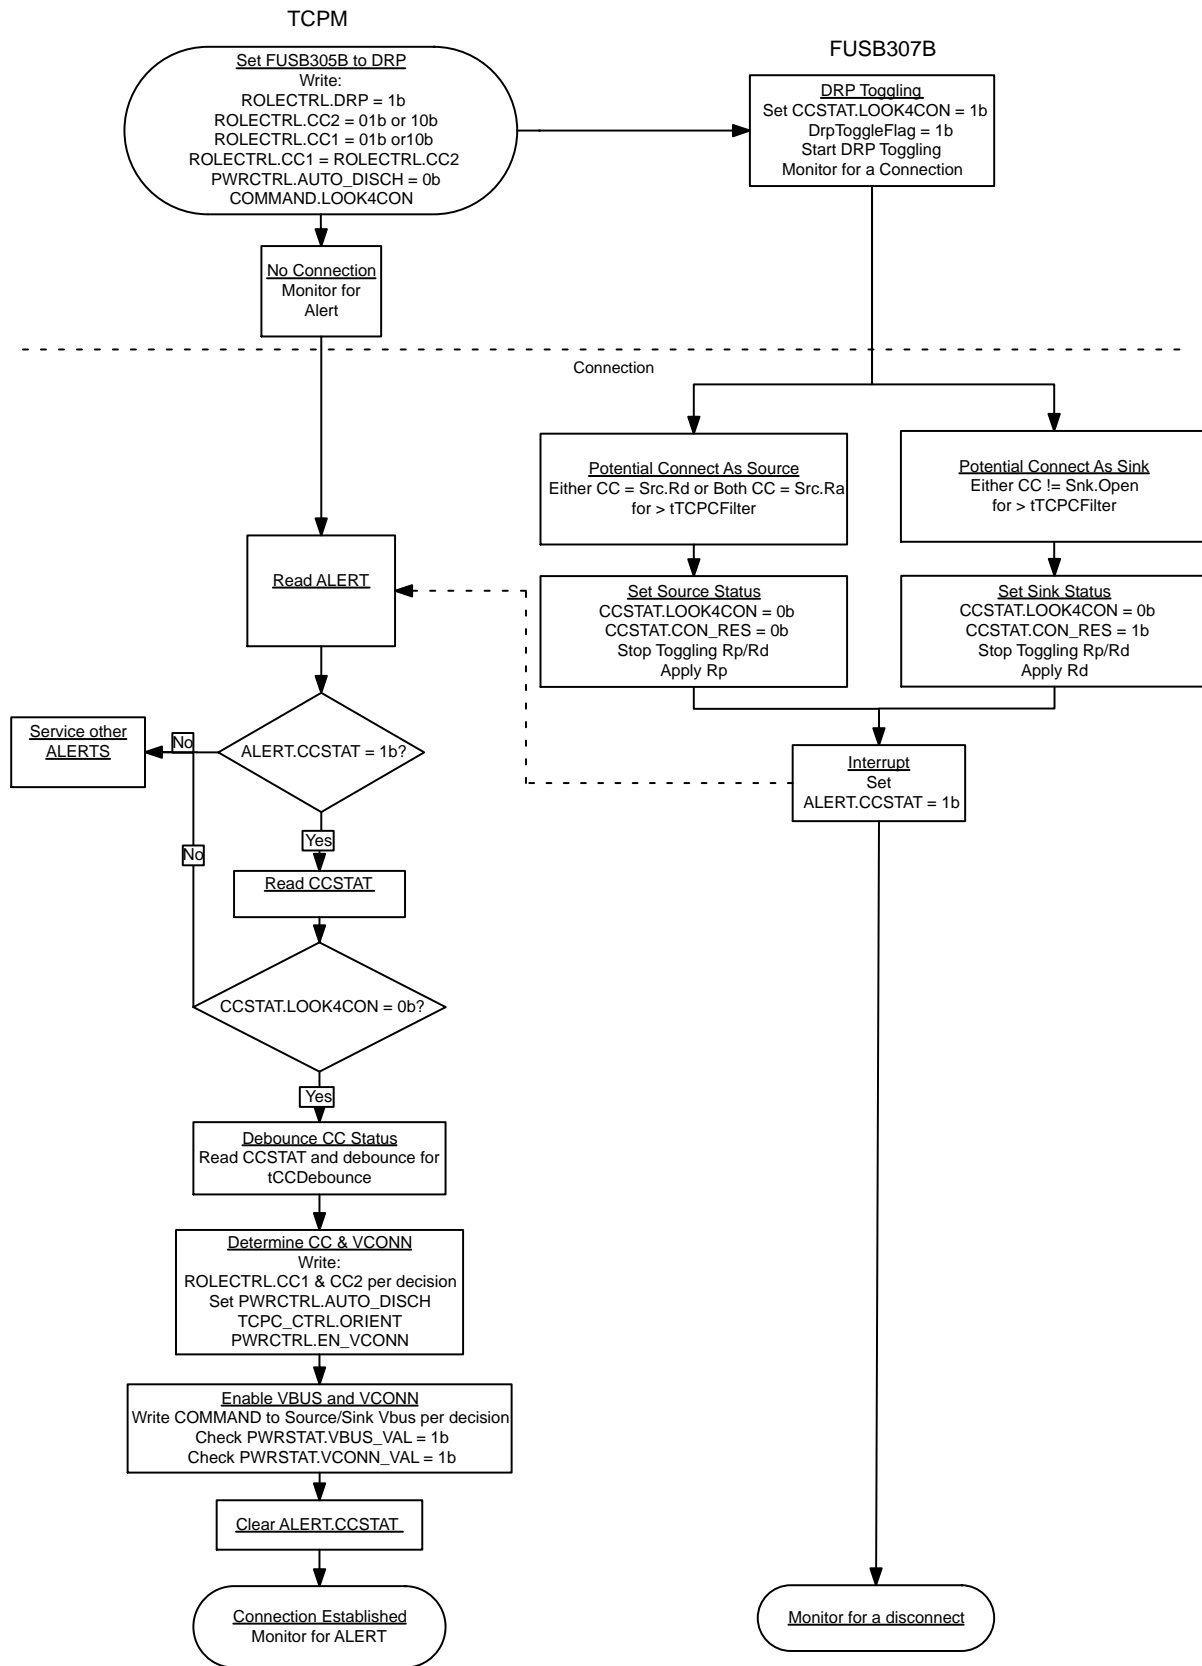 TCPM
FUSB307B
Set FUSB305B to DRP
Write:
ROLECTRL.DRP = 1b
ROLECTRL.CC2 = 01b or 10b
ROLECTRL.CC1 = 01b or10b
ROLECTRL.CC1 = ROLECTRL.CC2
PWRCTRL.AUTO_DISCH = 0b
COMMAND.LOOK4CON
DRP Toggling
Set CCSTAT.LOOK4CON = 1b
DrpToggleFlag = 1b
Start DRP Toggling
Monitor for a Connection
No Connection
Monitor for
Alert
Connection
Potential Connect As Source
Either CC = Src.Rd or Both CC = Src.Ra
for > tTCPCFilter
Potential Connect As Sink
Either CC != Snk.Open
for > tTCPCFilter
Read ALERT
Set Source Status
CCSTAT.LOOK4CON = 0b
CCSTAT.CON_RES = 0b
Stop Toggling Rp/Rd
Apply Rp
Set Sink Status
CCSTAT.LOOK4CON = 0b
CCSTAT.CON_RES = 1b
Stop Toggling Rp/Rd
Apply Rd
Service other
ALERTS
No
ALERT.CCSTAT = 1b?
Interrupt
Set
ALERT.CCSTAT = 1b
Yes
No
Read CCSTAT
CCSTAT.LOOK4CON = 0b?
Yes
Debounce CC Status
Read CCSTAT and debounce for
tCCDebounce
Determine CC & VCONN
Write:
ROLECTRL.CC1 & CC2 per decision
Set PWRCTRL.AUTO_DISCH
TCPC_CTRL.ORIENT
PWRCTRL.EN_VCONN
Enable VBUS and VCONN
Write COMMAND to Source/Sink Vbus per decision
Check PWRSTAT.VBUS_VAL = 1b
Check PWRSTAT.VCONN_VAL = 1b
Clear ALERT.CCSTAT
Connection Established
Monitor for ALERT
Monitor for a disconnect